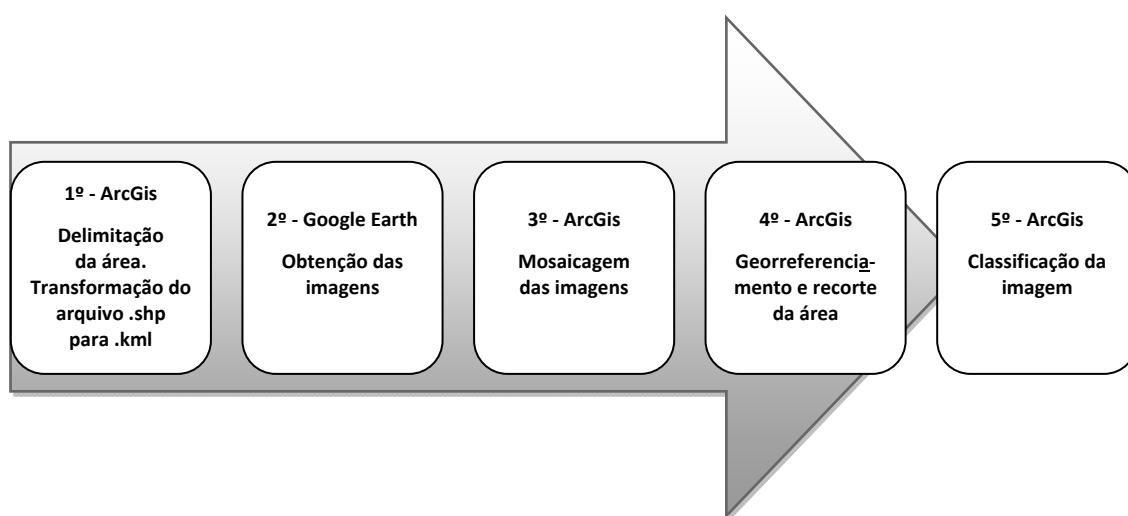 1º - ArcGis
Delimitação
da área.
Transformação do
arquivo .shp
para .kml
2º - Google Earth
Obtenção das
imagens
3º - ArcGis
Mosaicagem
das imagens
4º - ArcGis
Georreferencia-
mento e recorte
da área
5º - ArcGis
Classificação da
imagem